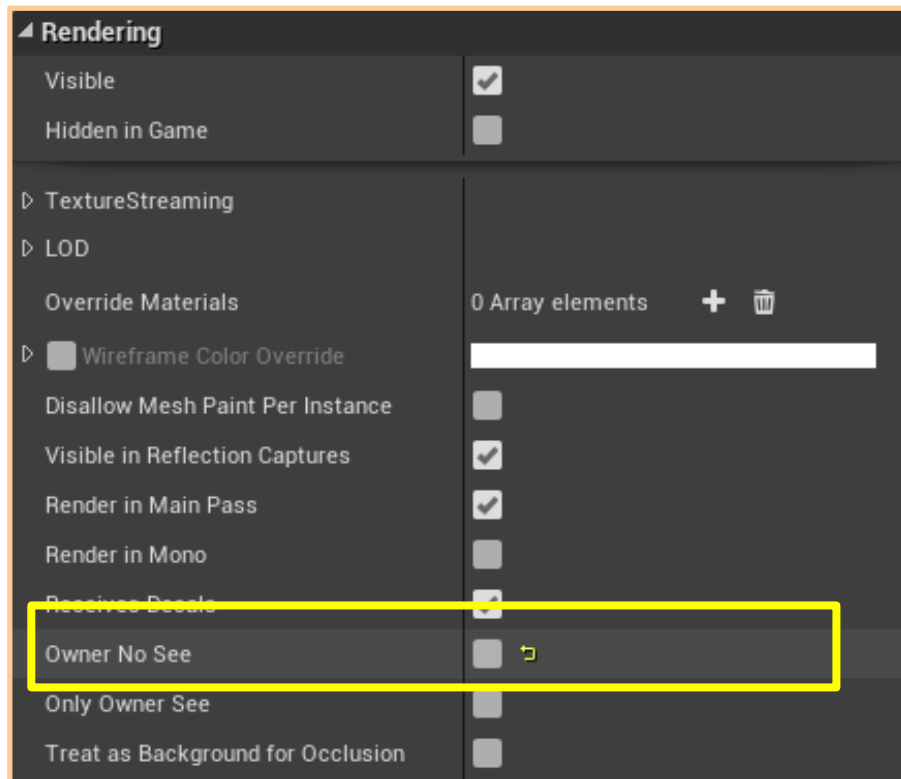 Rendering
Visible
Hidden in Game
TextureStreaming
LOD
Override Materials 0 Array elements
Wireframe Color Override
Disallow Mesh Paint Per Instance
Visible in Reflection Captures
Render in Main Pass
Render in Mono
Receives Decals
Owner No See
Only Owner See
Treat as Background for Occlusion